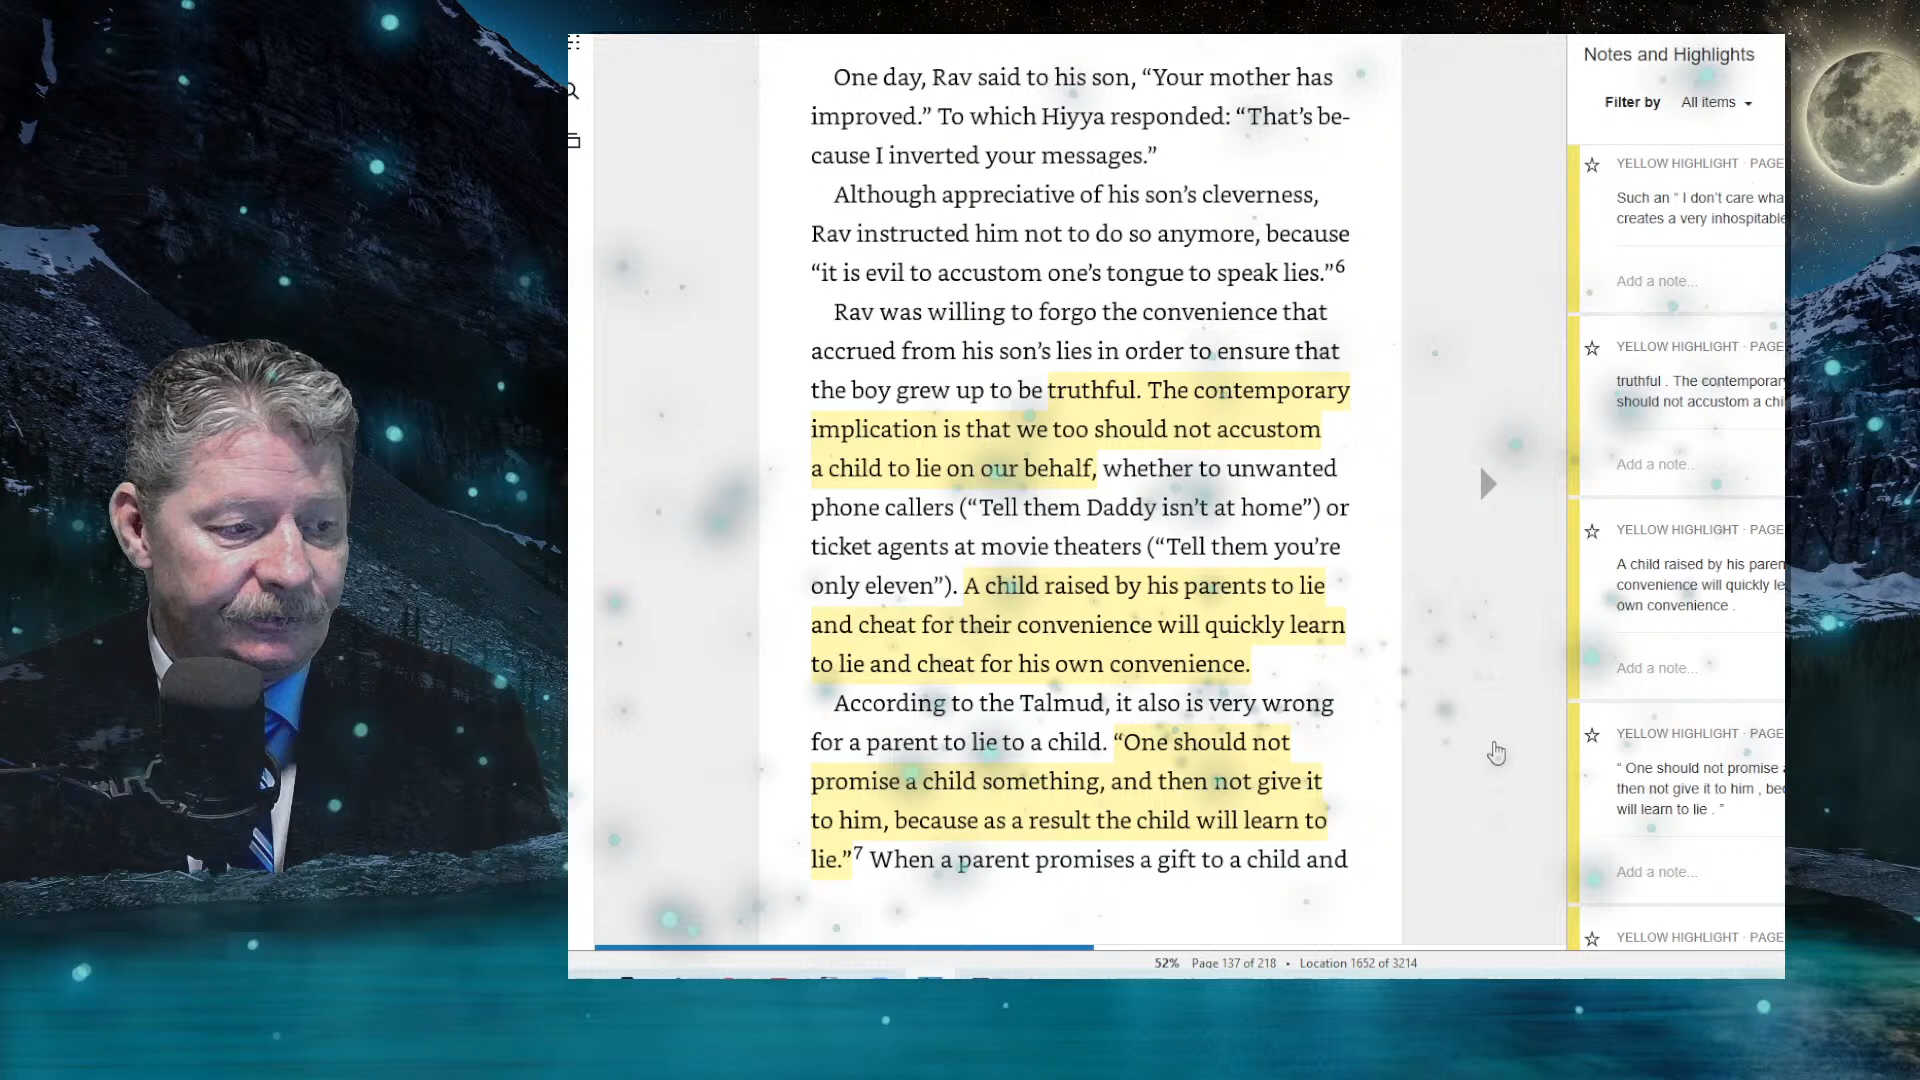 One day, Rav said to his son, “Your mother has
improved.” To which Hiyya responded: “That’s be-
cause I inverted your messages.”
Although appreciative of his son’s cleverness,
Rav instructed him not to do so anymore, because
“it is evil to accustom one’s tongue to speak lies.”6
Rav was willing to forgo the convenience that
accrued from his son’s lies in order to ensure that
the boy grew up to be truthful. The contemporary
implication is that we too should not accustom
a child to lie on our behalf, whether to unwanted
phone callers (“Tell them Daddy isn’t at home”) or
ticket agents at movie theaters (“Tell them you’re
only eleven”). A child raised by his parents to lie
and cheat for their convenience will quickly learn
to lie and cheat for his own convenience.
According to the Talmud, it also is very wrong
for a parent to lie to a child. “One should not
promise a child something, and then not give it
to him, because as a result the child will learn to
lie.”7 When a parent promises a gift to a child and
52% Page 137 of 218 • Location 1652 of 3214
Notes and Highlights
Filter by All items
YELLOW HIGHLIGHT · PAGE
Such an “ I don’t care wha
creates a very inhospitable
Add a note...
YELLOW HIGHLIGHT · PAGE
truthful . The contemporary
should not accustom a chi
Add a note...
YELLOW HIGHLIGHT · PAGE
A child raised by his paren
convenience will quickly le
own convenience .
Add a note...
YELLOW HIGHLIGHT · PAGE
“ One should not promise a
then not give it to him , bec
will learn to lie . ”
Add a note...
YELLOW HIGHLIGHT · PAGE